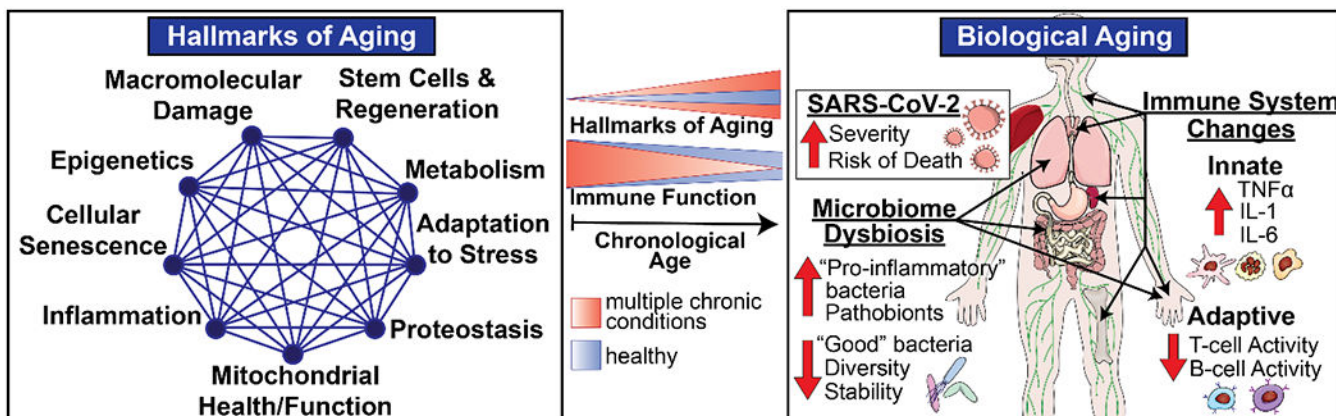 Hallmarks of Aging
Macromolecular
Damage
Stem Cells &
Regeneration
Epigenetics
Metabolism
Cellular
Senescence
Adaptation
to Stress
Inflammation
Proteostasis
Mitochondrial
Health/Function
Hallmarks of Aging
Immune Function
Chronological
Age
multiple chronic
conditions
healthy
Biological Aging
SARS-CoV-2
Severity
Risk of Death
Microbiome
Dysbiosis
"Pro-inflammatory"
bacteria
Pathobionts
"Good" bacteria
Diversity
Stability
Immune System
Changes
Innate
TNFα
IL-1
IL-6
Adaptive
T-cell Activity
B-cell Activity